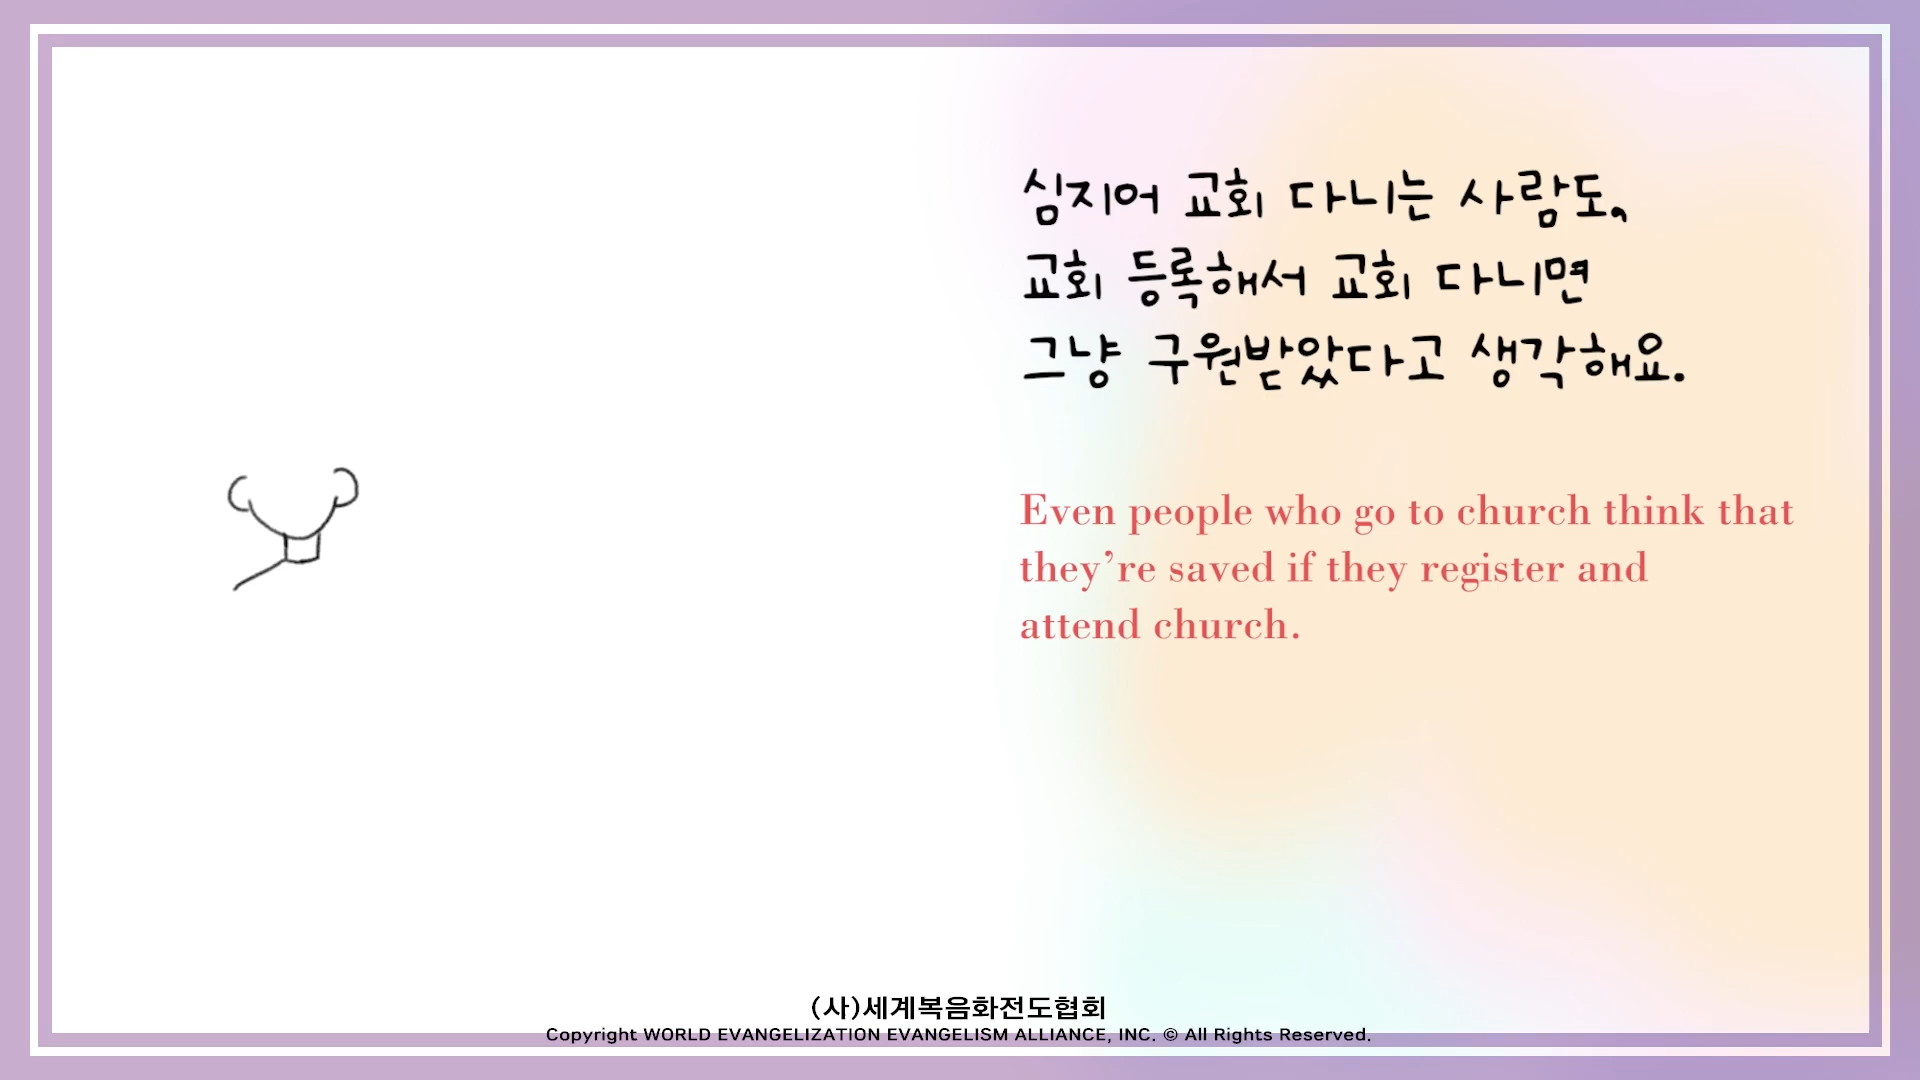 심지어 교회 다니는 사람도,
교회 등록해서 교회 다니면
그냥 구원받았다고 생각해요.
Even people who go to church think that
they’re saved if they register and
attend church.
(사)세계복음화전도협회
Copyright WORLD EVANGELIZATION EVANGELISM ALLIANCE, INC. © All Rights Reserved.